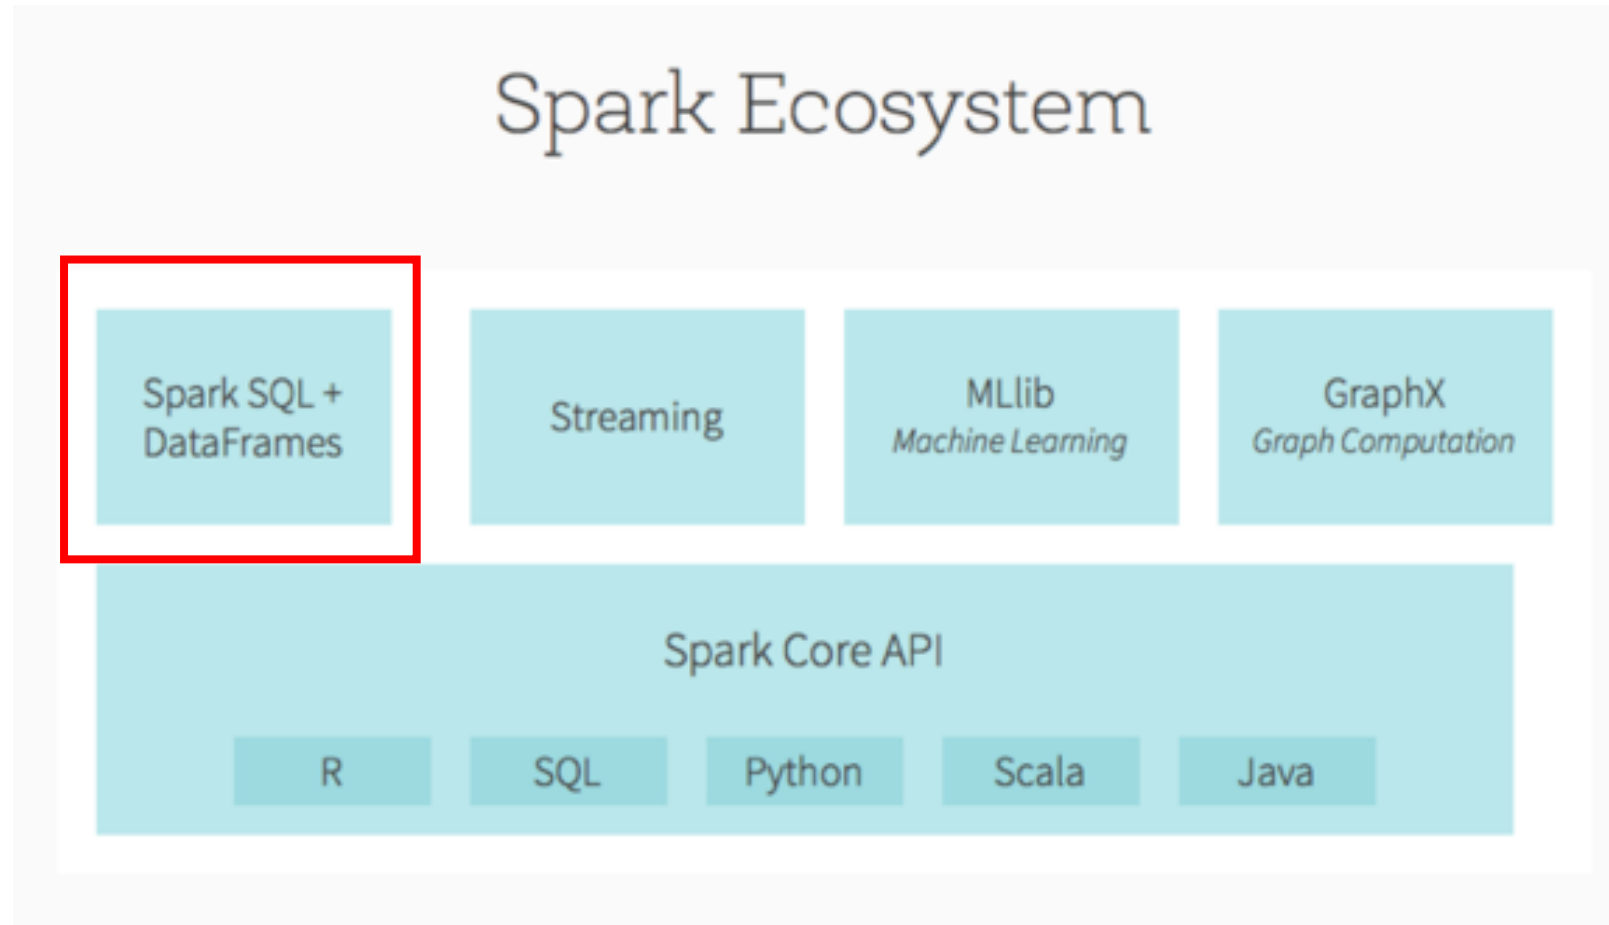 Spark Ecosystem
Spark SQL +
DataFrames
Streaming
MLlib
Machine Learning
GraphX
Graph Computation
Spark Core API
R
SQL
Python
Scala
Java